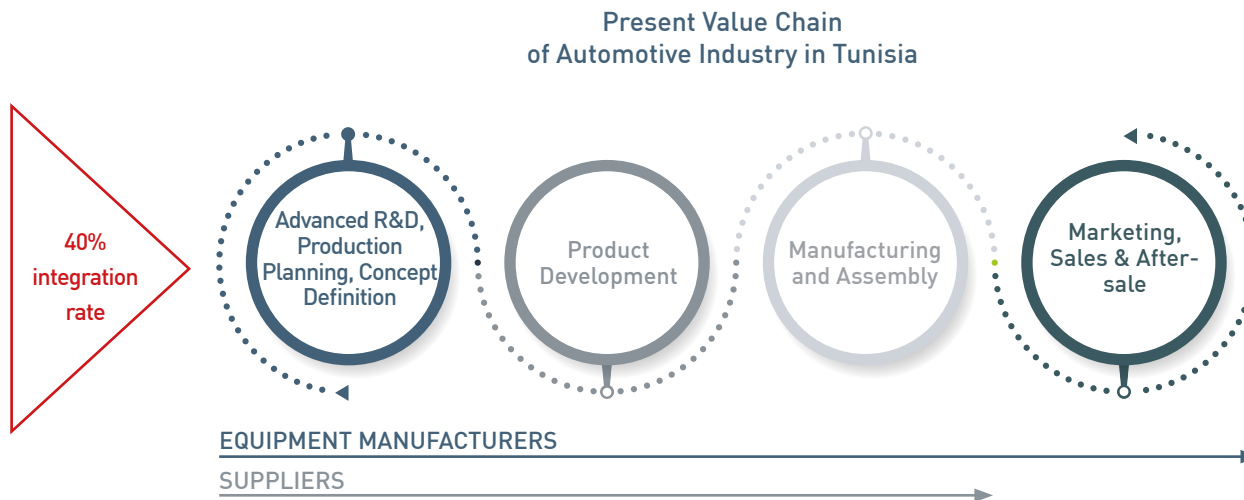 Present Value Chain
of Automotive Industry in Tunisia
40%
integration
rate
Advanced R&D,
Production
Planning, Concept
Definition
Product
Development
Manufacturing
and Assembly
Marketing,
Sales & After-
sale
EQUIPMENT MANUFACTURERS
SUPPLIERS